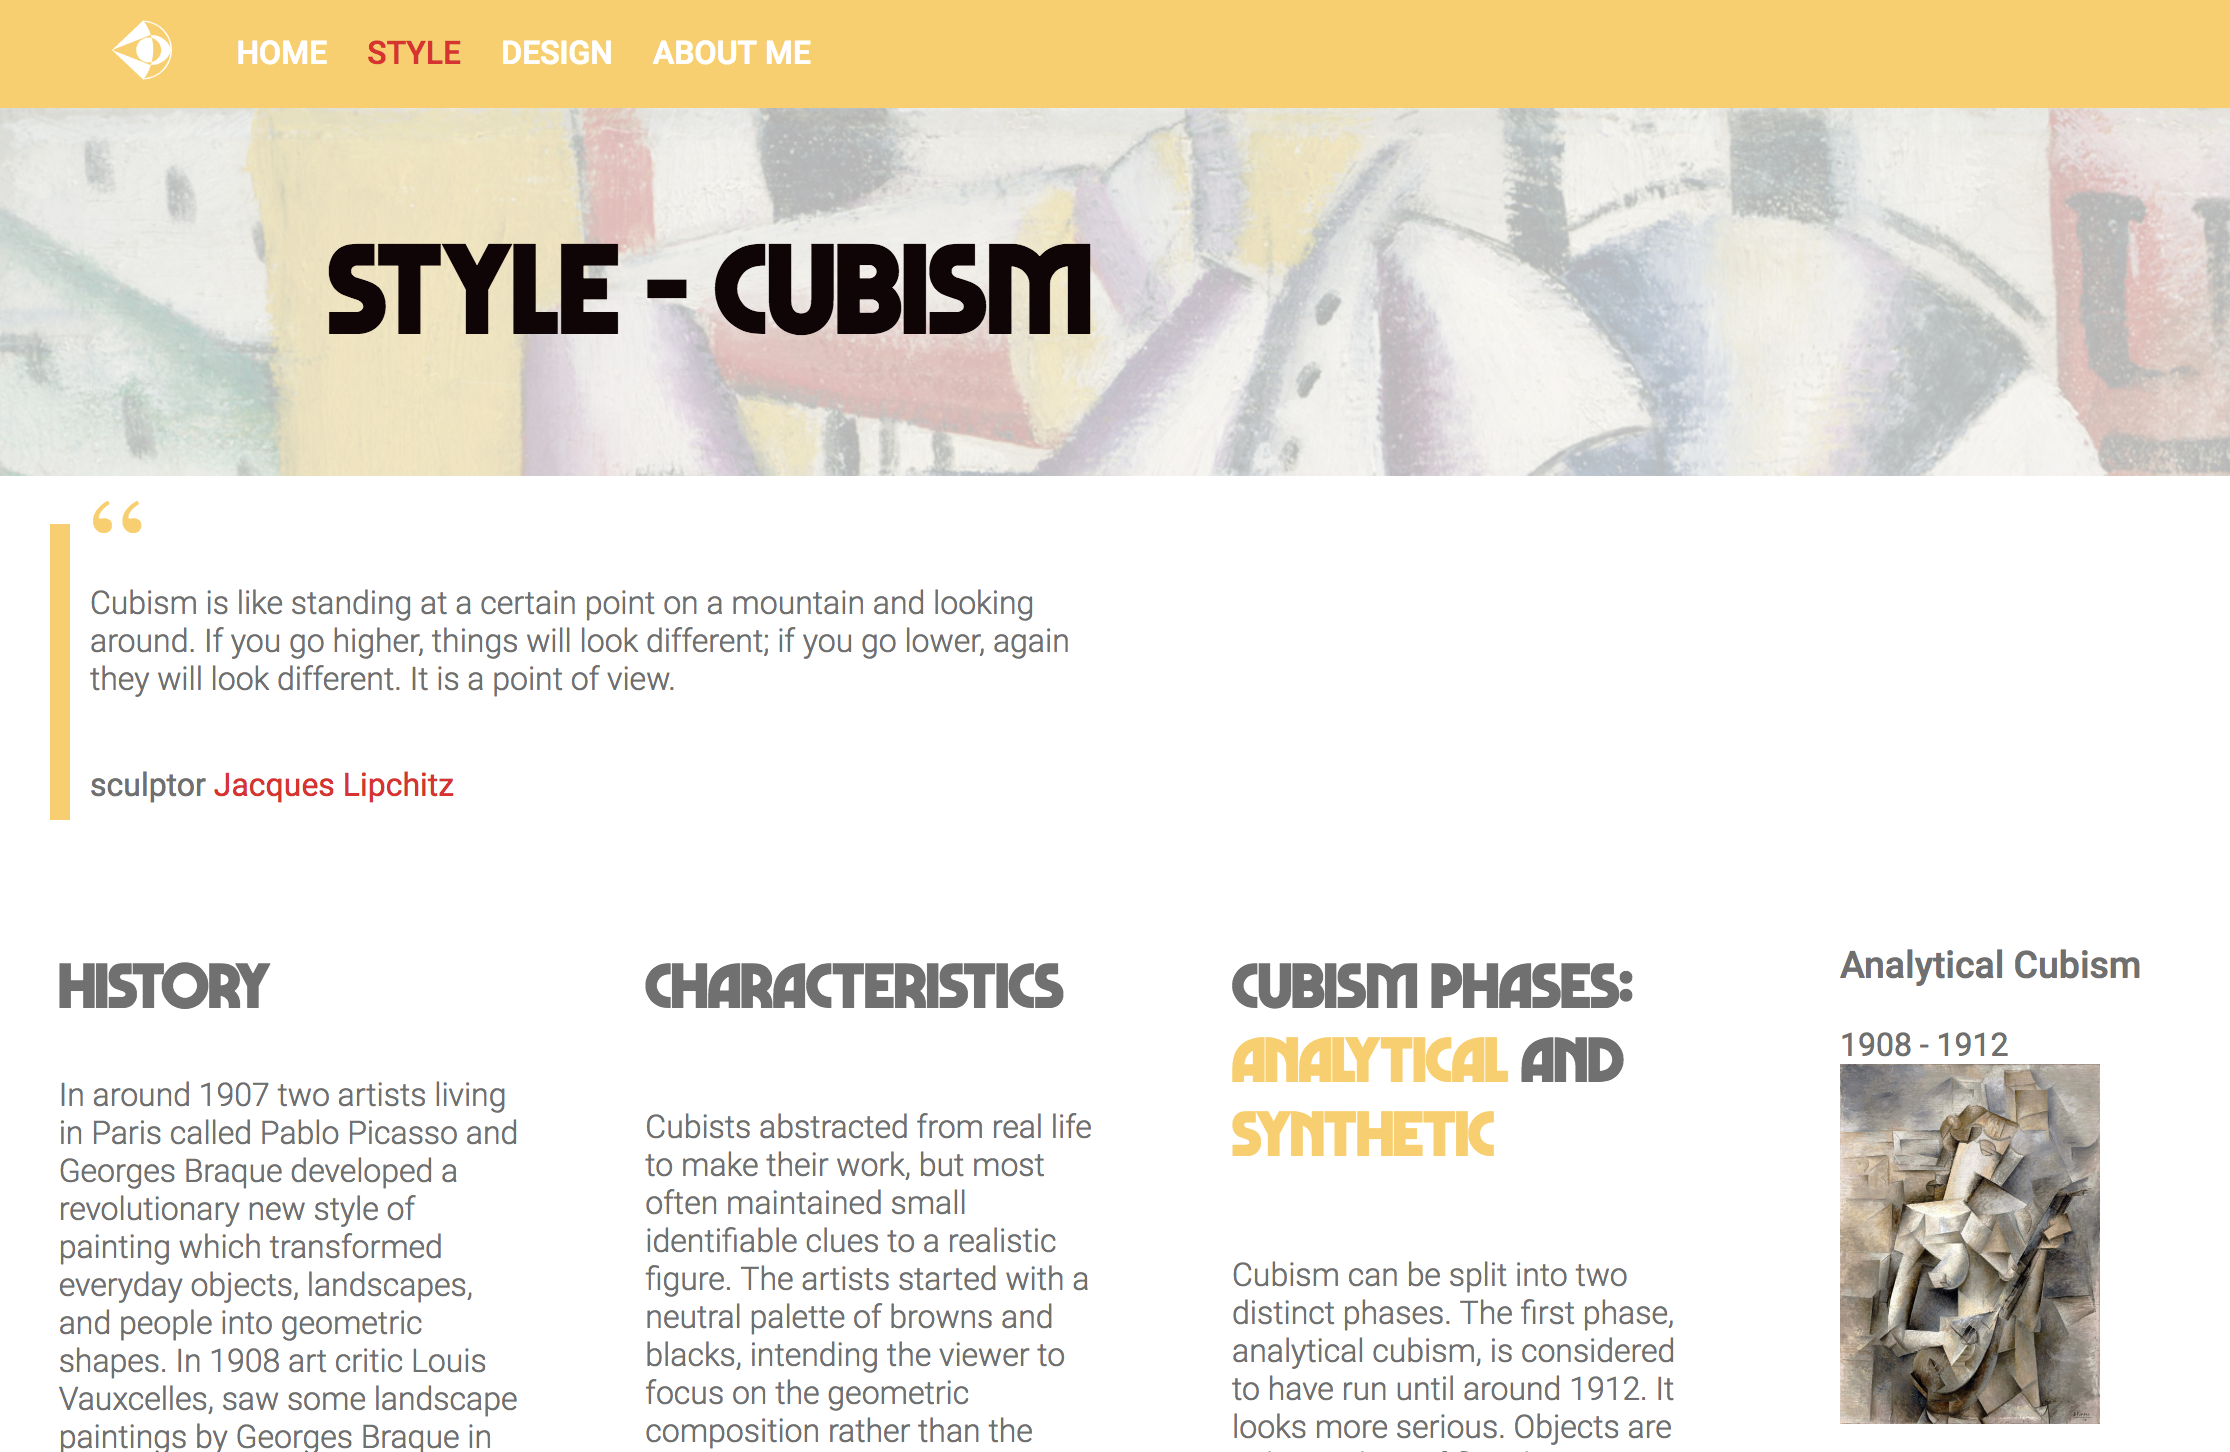 HOME STYLE DESIGN ABOUT ME
STYLE - CUBISM
“
Cubism is like standing at a certain point on a mountain and looking
around. If you go higher, things will look different; if you go lower, again
they will look different. It is a point of view.
sculptor Jacques Lipchitz
HISTORY
In around 1907 two artists living
in Paris called Pablo Picasso and
Georges Braque developed a
revolutionary new style of
painting which transformed
everyday objects, landscapes,
and people into geometric
shapes. In 1908 art critic Louis
Vauxcelles, saw some landscape
paintings by Georges Braque in
CHARACTERISTICS
Cubists abstracted from real life
to make their work, but most
often maintained small
identifiable clues to a realistic
figure. The artists started with a
neutral palette of browns and
blacks, intending the viewer to
focus on the geometric
composition rather than the
CUBISM PHASES:
ANALYTICAL AND
SYNTHETIC
Cubism can be split into two
distinct phases. The first phase,
analytical cubism, is considered
to have run until around 1912. It
looks more serious. Objects are
Analytical Cubism
1908 - 1912